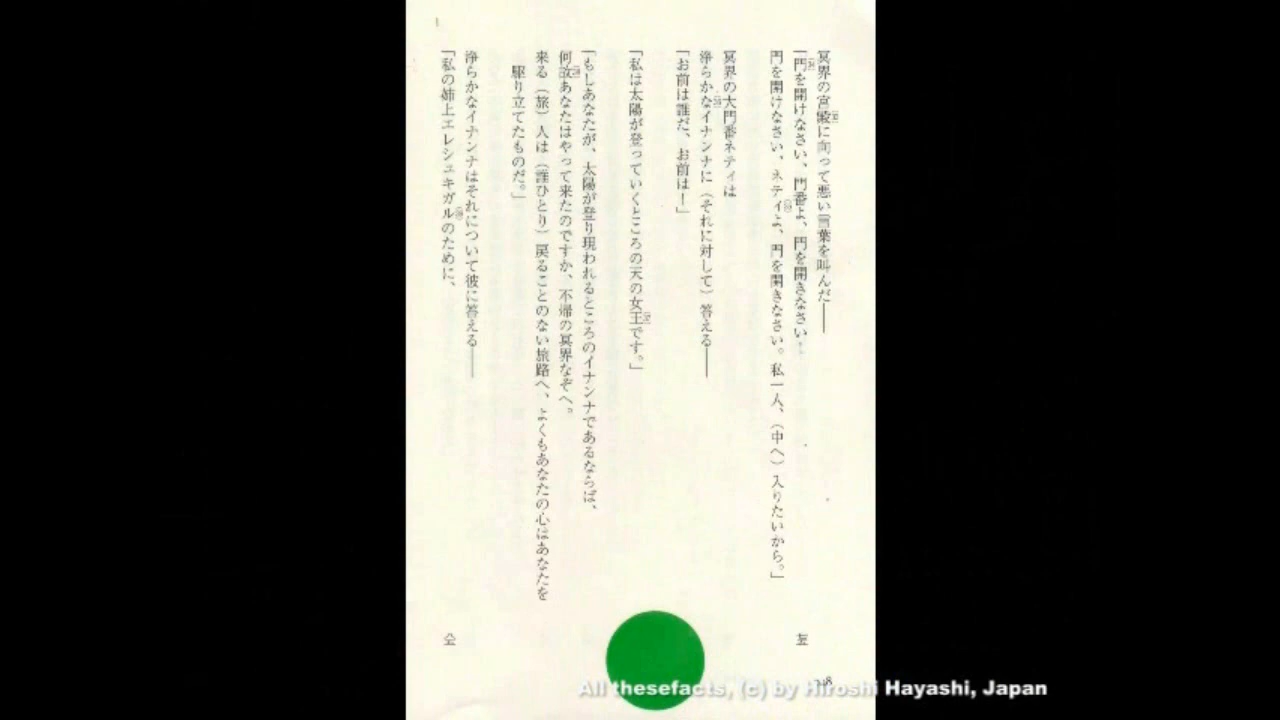 冥界の宮殿に向って悪い言葉を叫んだ――
「門を開けなさい、門番よ、門を開きなさい。
門を開けなさい、ネティよ、門を開きなさい。私一人、（中へ）入りたいから。」
冥界の大門番ネティは
浄らかなイナンナに（それに対して）答える――
「お前は誰だ、お前は！」
「私は太陽が登っていくところの天の女王です。」
「もしあなたが、太陽が登り現われるところのイナンナであるならば、
何故あなたはやって来たのですか、不帰の冥界なぞへ。
来る（旅）人は（誰ひとり）戻ることのない旅路へ、よくもあなたの心はあなたを
駆り立てたものだ。」
浄らかなイナンナはそれについて彼に答える――
「私の姉上エレシュキガルのために、
All thesefacts, (c) by Hiroshi Hayashi, Japan